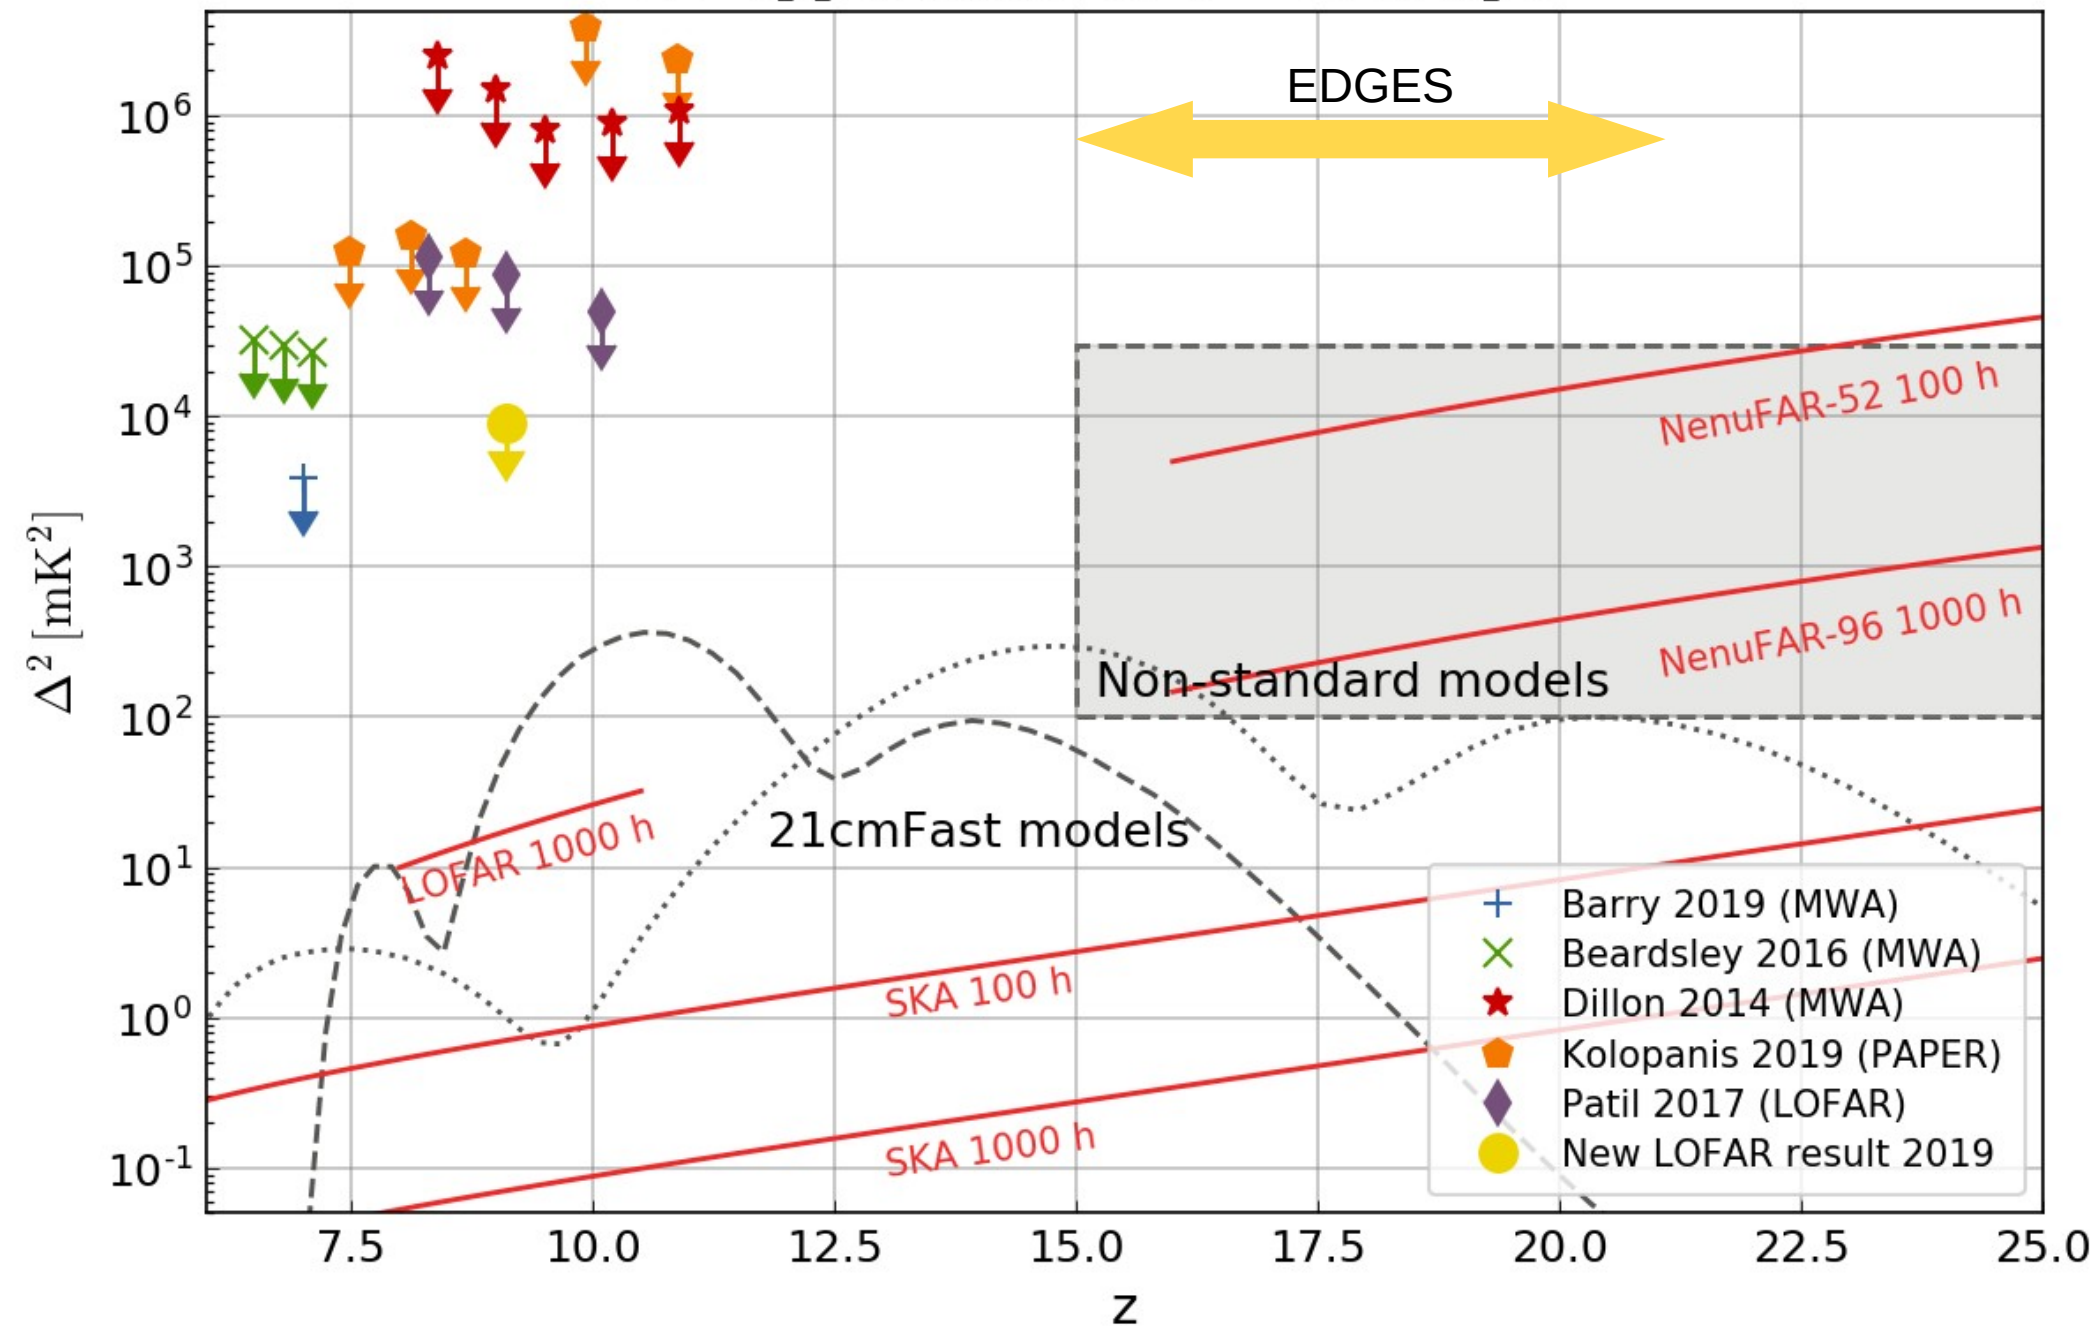 EDGES
10^6
10^5
10^4
10^3
10^2
10^1
10^0
10^-1
Δ^2 [mK^2]
NenuFAR-52 100 h
NenuFAR-96 1000 h
Non-standard models
21cmFast models
LOFAR 1000 h
SKA 100 h
SKA 1000 h
Barry 2019 (MWA)
Beardsley 2016 (MWA)
Dillon 2014 (MWA)
Kolopanis 2019 (PAPER)
Patil 2017 (LOFAR)
New LOFAR result 2019
7.5 10.0 12.5 15.0 17.5 20.0 22.5 25.0
z